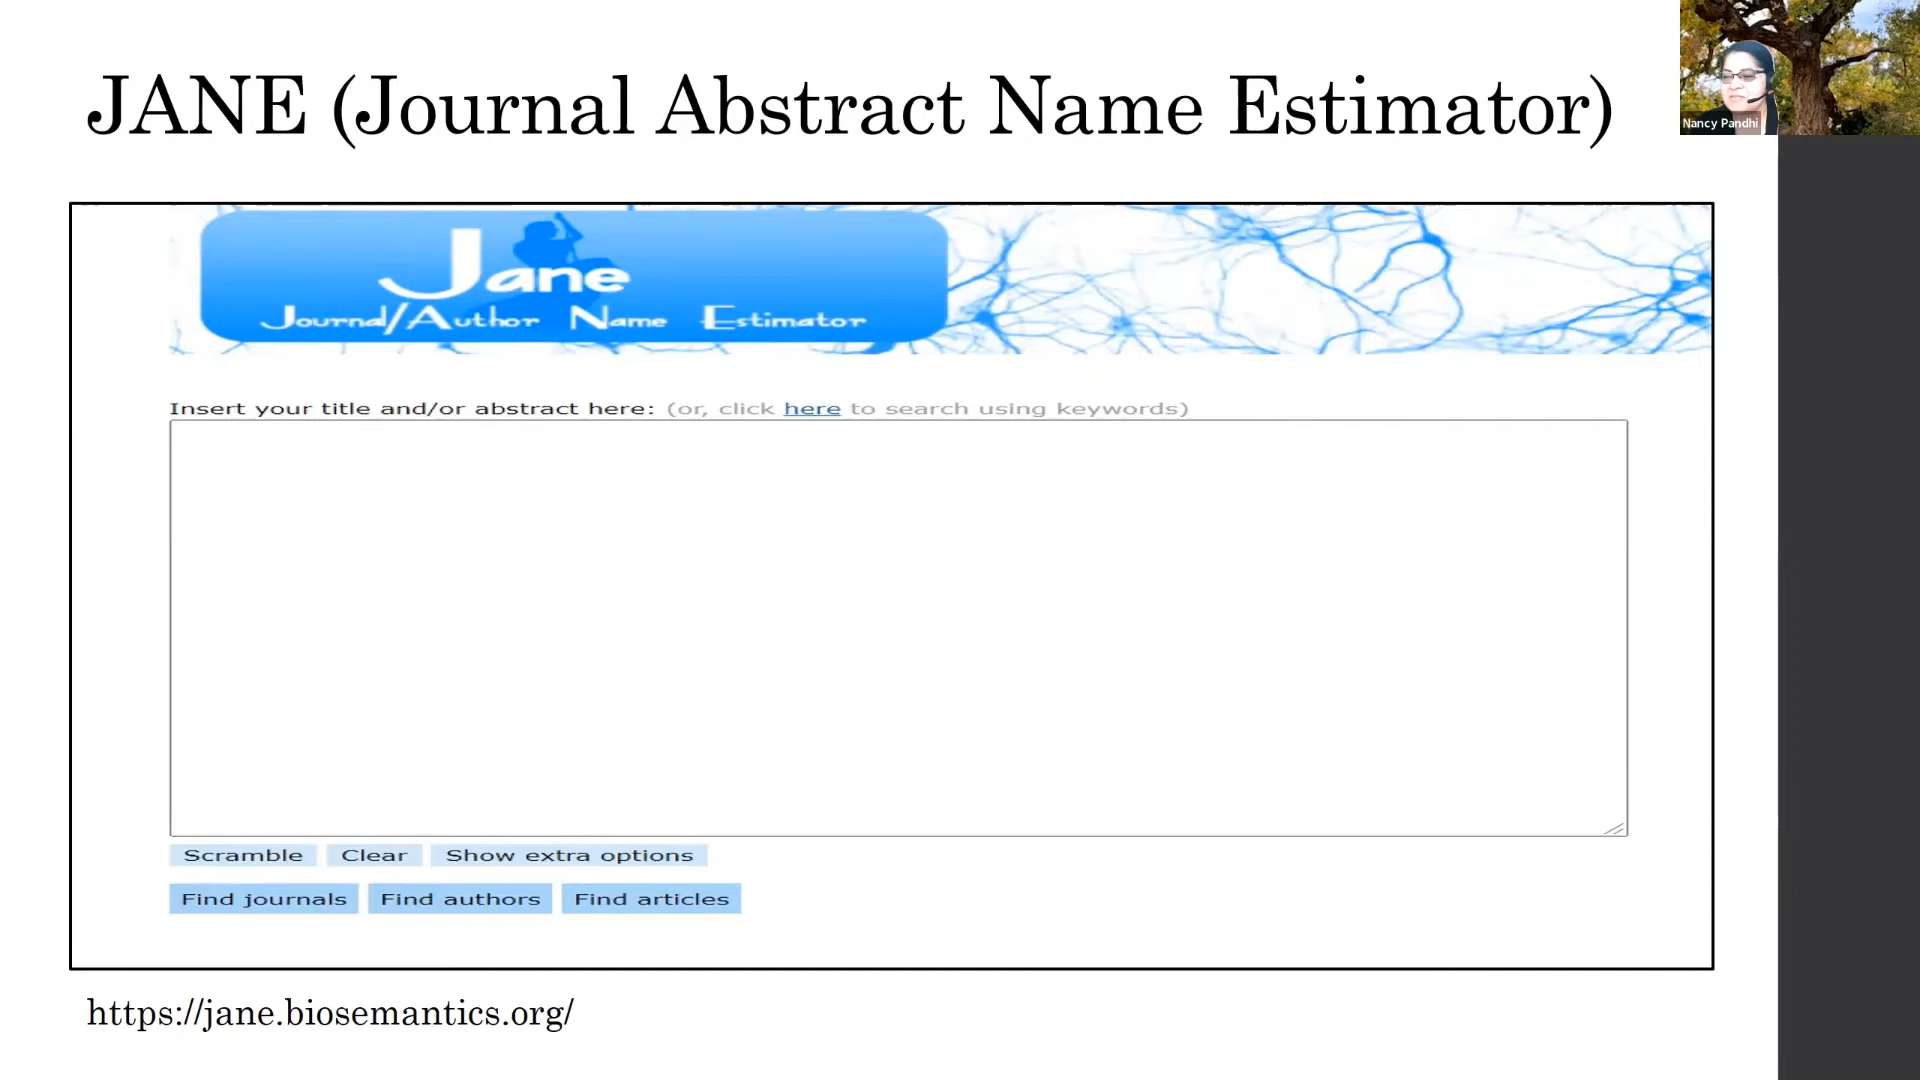 JANE (Journal Abstract Name Estimator)
Nancy Pandhi
Jane
Journal/Author Name Estimator
Insert your title and/or abstract here: (or, click here to search using keywords)
Scramble Clear Show extra options
Find journals Find authors Find articles
https://jane.biosemantics.org/